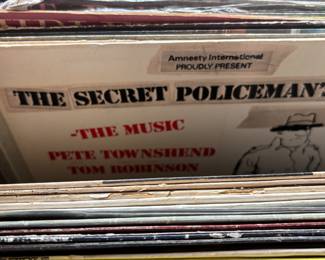 Amnesty International
PROUDLY PRESENT
THE SECRET POLICEMAN'
-THE MUSIC
PETE TOWNSHEND
TOM ROBINSON